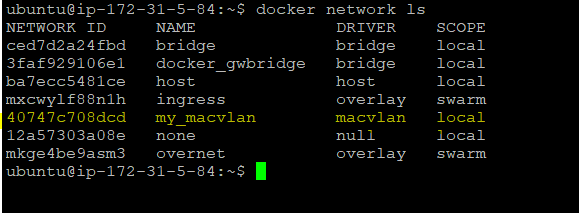 ubuntu@ip-172-31-5-84:~$ docker network ls
NETWORK ID     NAME              DRIVER    SCOPE
ced7d2a24fbd   bridge            bridge    local
3faf929106e1   docker_gwbridge   bridge    local
ba7ecc5481ce   host              host      local
mxcwylf88n1h   ingress           overlay   swarm
40747c708dcd   my_macvlan        macvlan   local
12a57303a08e   none              null      local
mkge4be9asm3   overnet           overlay   swarm
ubuntu@ip-172-31-5-84:~$